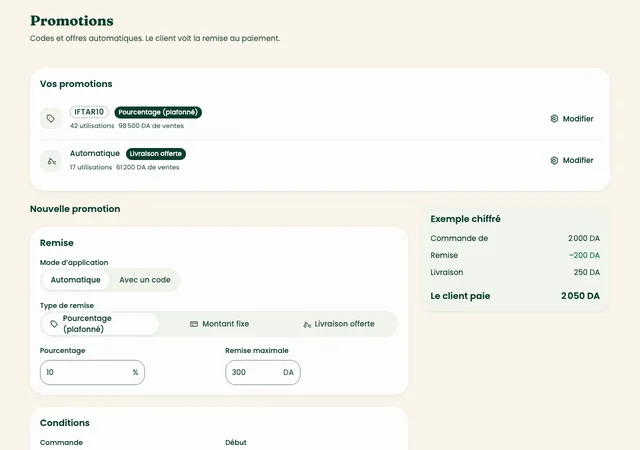 Promotions
Codes et offres automatiques. Le client voit la remise au paiement.
Vos promotions
IFTAR10 Pourcentage (plafonné)
42 utilisations 98 500 DA de ventes
Modifier
Automatique Livraison offerte
17 utilisations 61 200 DA de ventes
Modifier
Nouvelle promotion
Remise
Mode d'application
Automatique Avec un code
Type de remise
Pourcentage
(plafonné)
Montant fixe
Livraison offerte
Pourcentage Remise maximale
10 % 300 DA
Conditions
Commande Début
Exemple chiffré
Commande de 2 000 DA
Remise −200 DA
Livraison 250 DA
Le client paie 2 050 DA